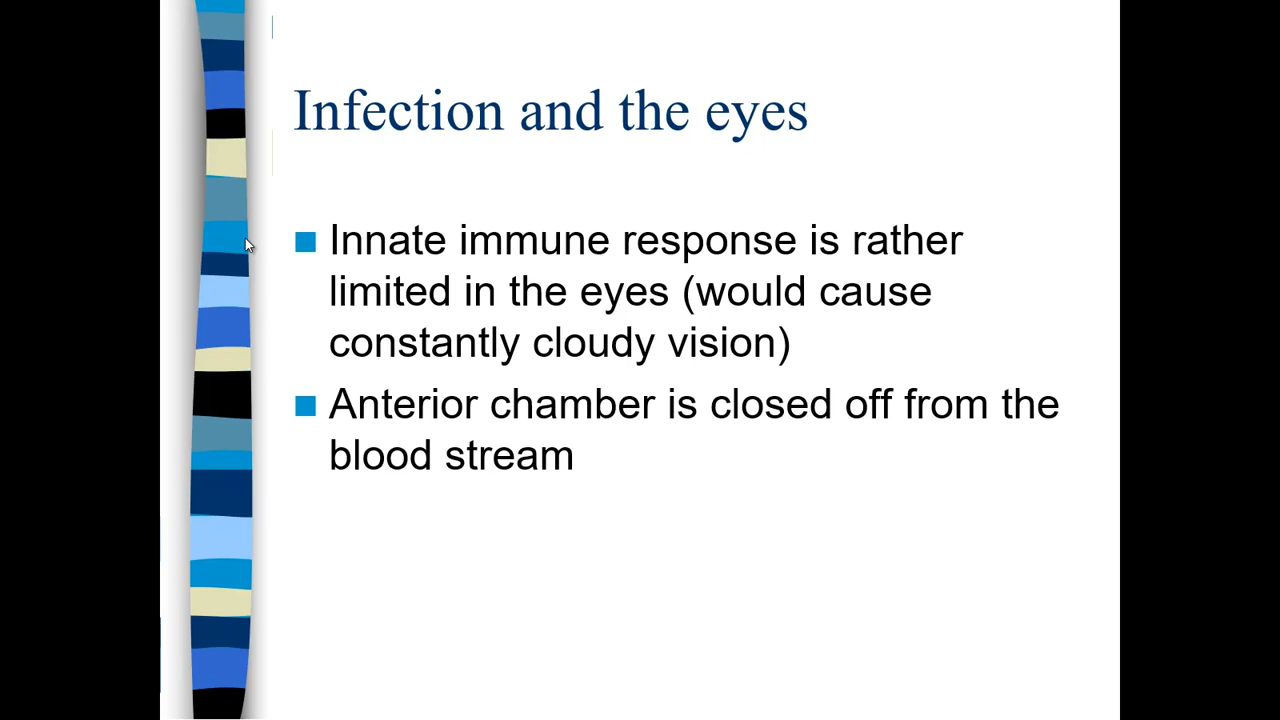 Infection and the eyes
Innate immune response is rather
limited in the eyes (would cause
constantly cloudy vision)
Anterior chamber is closed off from the
blood stream